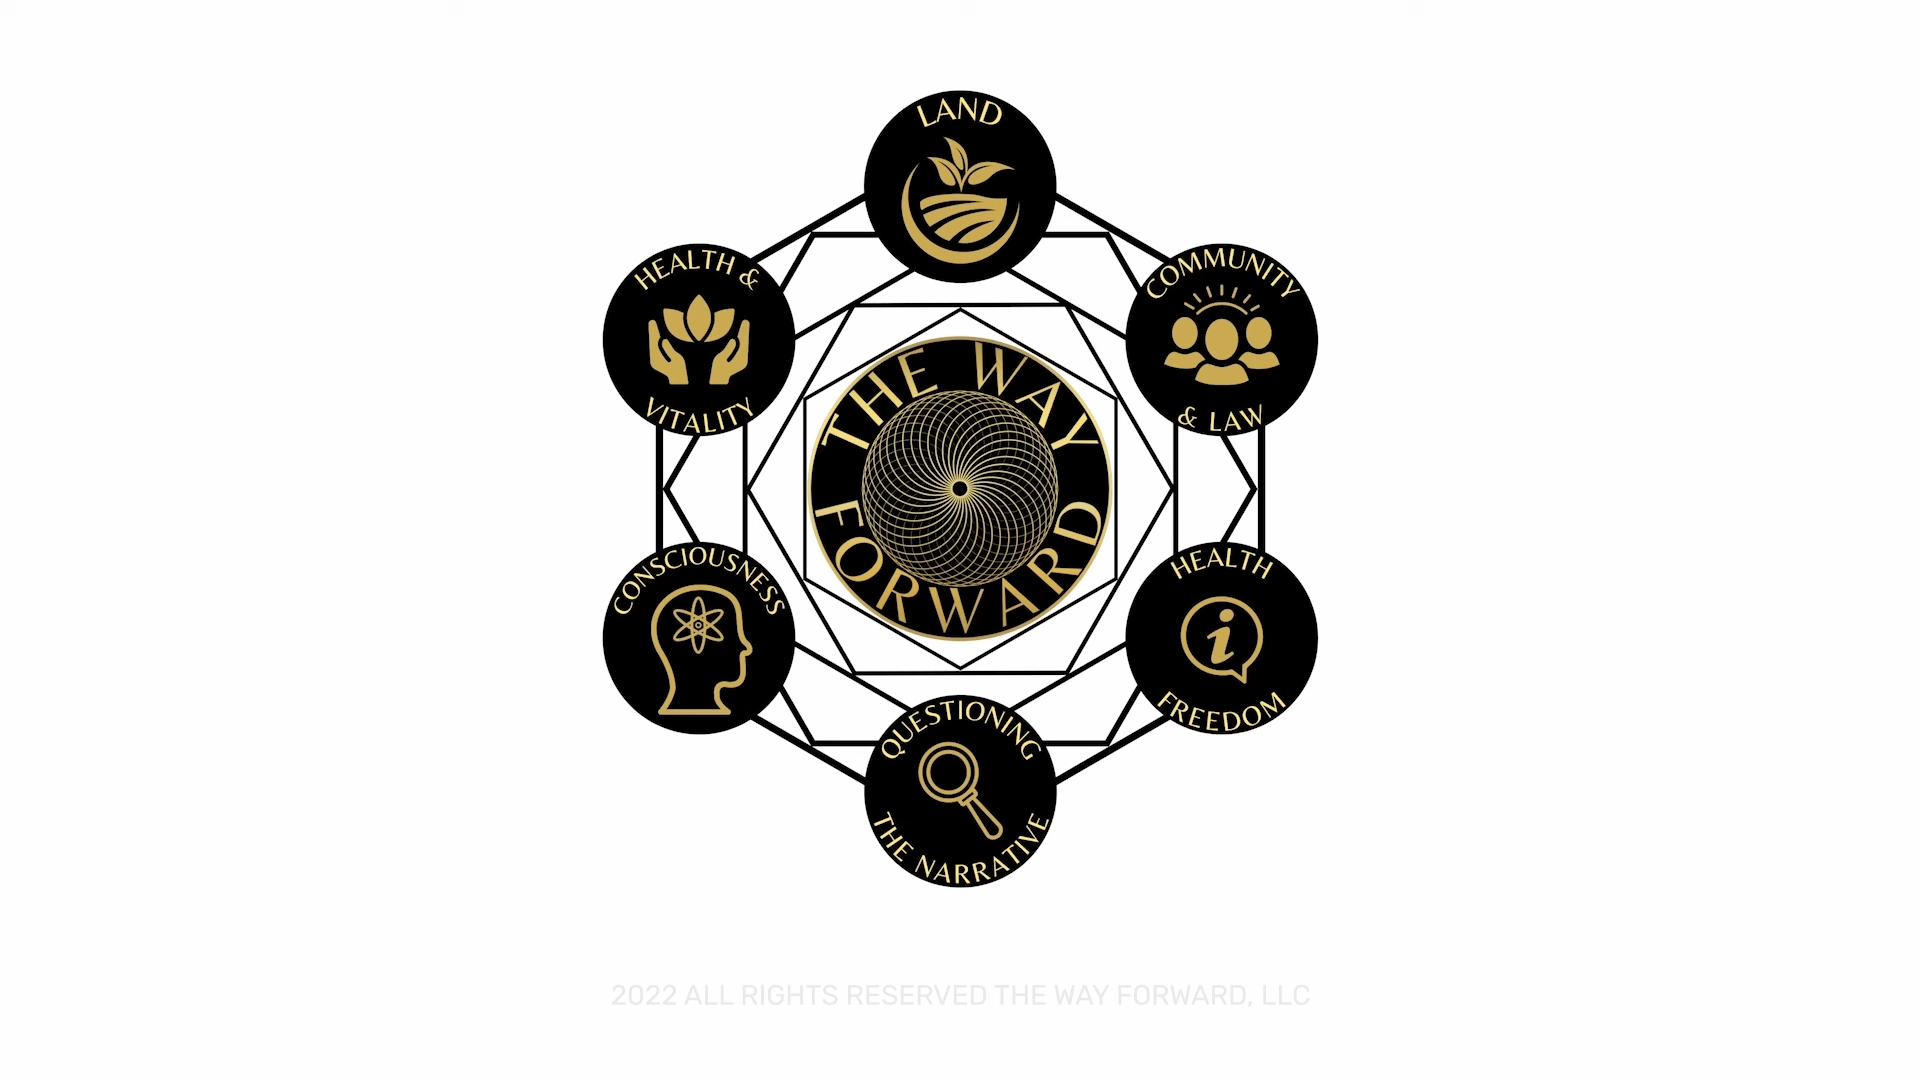 LAND
HEALTH &
VITALITY
COMMUNITY
& LAW
THE WAY
FORWARD
CONSCIOUSNESS
HEALTH
FREEDOM
QUESTIONING
THE NARRATIVE
2022 ALL RIGHTS RESERVED THE WAY FORWARD, LLC